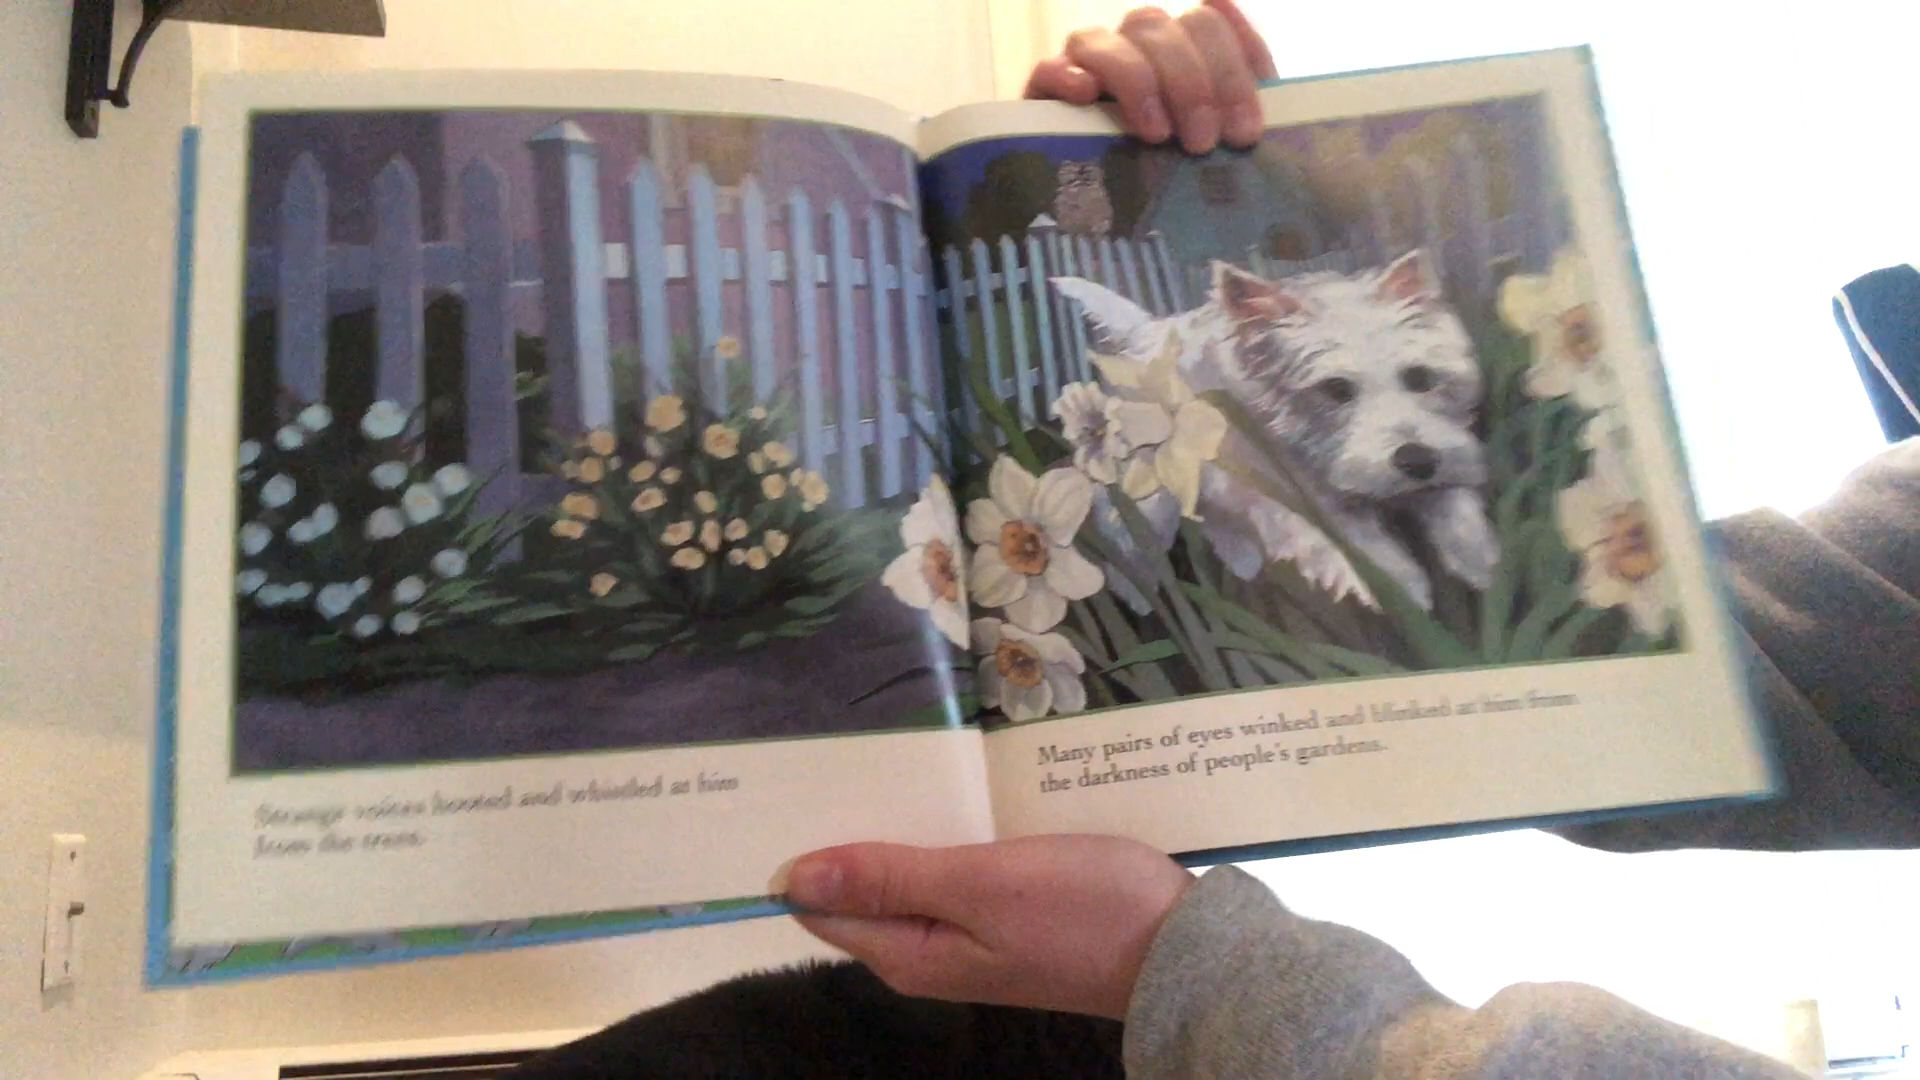 Strange voices hooted and whistled at him
from the trees.
Many pairs of eyes winked and blinked at him from
the darkness of people's gardens.